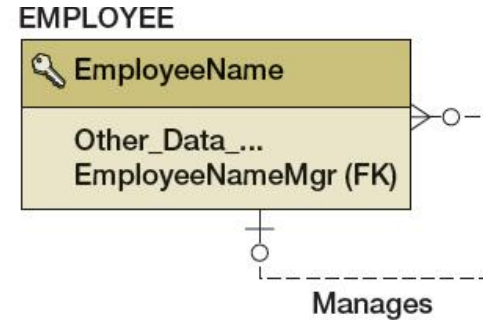 EMPLOYEE
EmployeeName
Other_Data_...
EmployeeNameMgr (FK)
Manages